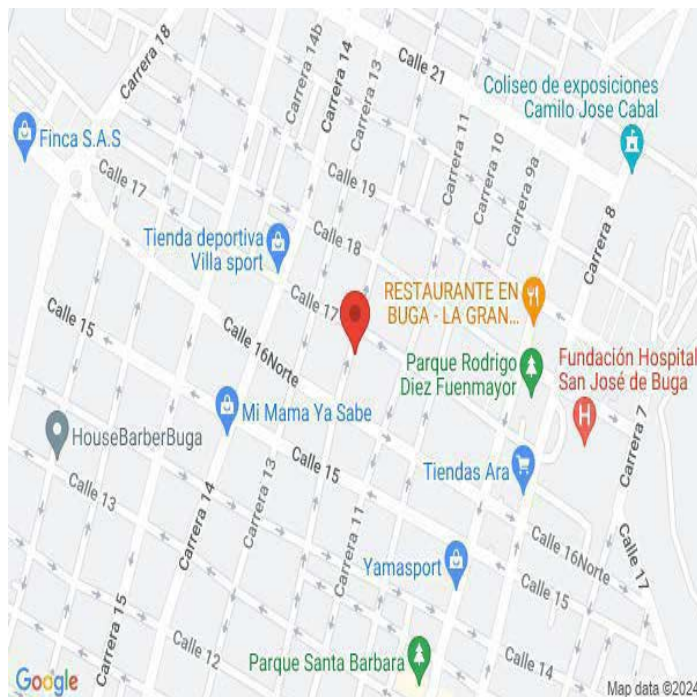 Carrera 18
Carrera 14b
Carrera 14
Carrera 13
Calle 21
Coliseo de exposiciones
Camilo Jose Cabal
Finca S.A.S
Carrera 11
Carrera 10
Carrera 9a
Carrera 8
Calle 17
Calle 19
Tienda deportiva
Villa sport
Calle 18
Calle 17
RESTAURANTE EN
BUGA - LA GRAN...
Calle 15
Calle 16Norte
Parque Rodrigo
Diez Fuenmayor
Fundación Hospital
San José de Buga
Mi Mama Ya Sabe
HouseBarberBuga
Carrera 7
Calle 15
Tiendas Ara
Calle 13
Carrera 14
Carrera 13
Carrera 11
Calle 16Norte
Calle 17
Yamasport
Calle 15
Carrera 15
Calle 12
Parque Santa Barbara
Calle 14
Google
Map data ©2024